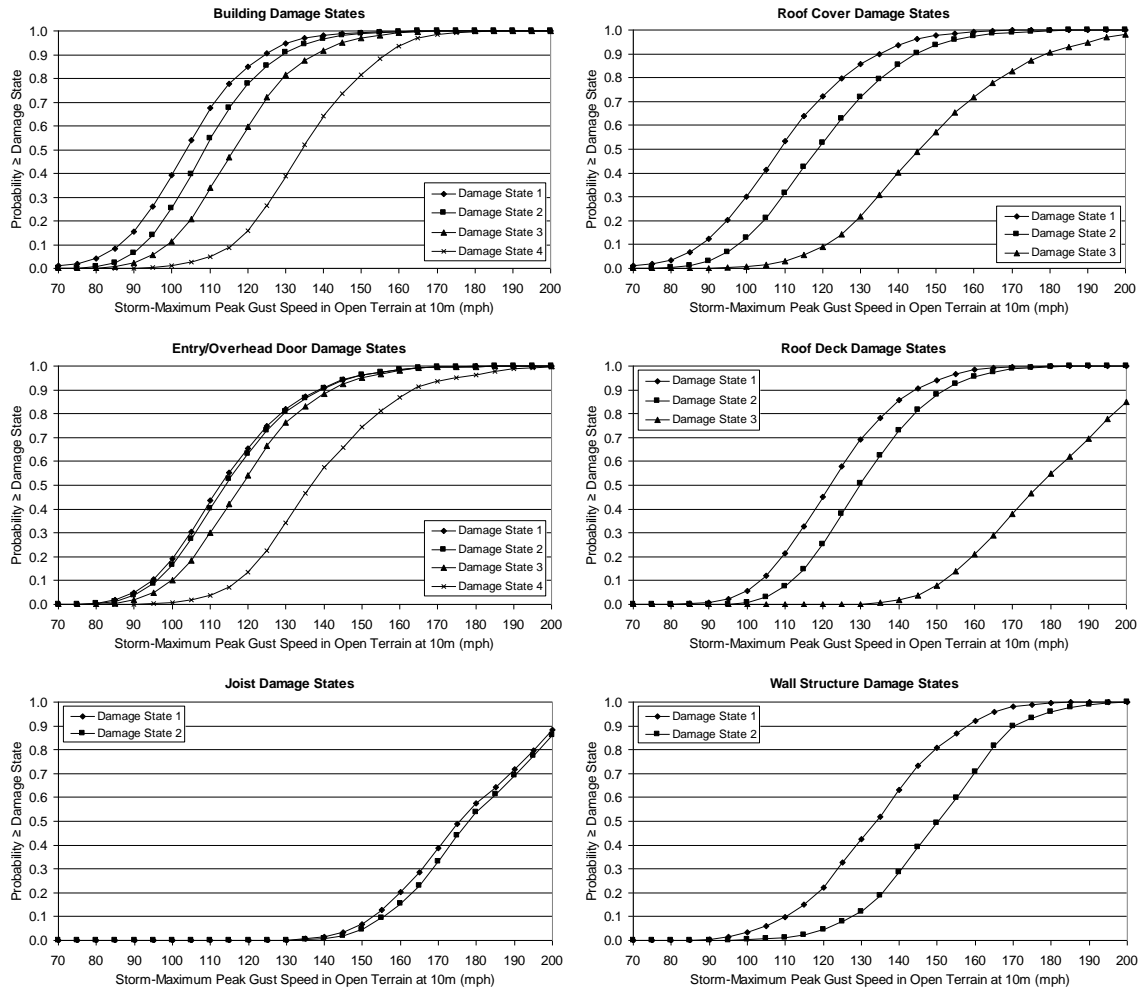 Building Damage States
Probability ≥ Damage State
1.0
0.9
0.8
0.7
0.6
0.5
0.4
0.3
0.2
0.1
0.0
Damage State 1
Damage State 2
Damage State 3
Damage State 4
70 80 90 100 110 120 130 140 150 160 170 180 190 200
Storm-Maximum Peak Gust Speed in Open Terrain at 10m (mph)
Roof Cover Damage States
Probability ≥ Damage State
1.0
0.9
0.8
0.7
0.6
0.5
0.4
0.3
0.2
0.1
0.0
Damage State 1
Damage State 2
Damage State 3
70 80 90 100 110 120 130 140 150 160 170 180 190 200
Storm-Maximum Peak Gust Speed in Open Terrain at 10m (mph)
Entry/Overhead Door Damage States
Probability ≥ Damage State
1.0
0.9
0.8
0.7
0.6
0.5
0.4
0.3
0.2
0.1
0.0
Damage State 1
Damage State 2
Damage State 3
Damage State 4
70 80 90 100 110 120 130 140 150 160 170 180 190 200
Storm-Maximum Peak Gust Speed in Open Terrain at 10m (mph)
Roof Deck Damage States
Probability ≥ Damage State
1.0
0.9
0.8
0.7
0.6
0.5
0.4
0.3
0.2
0.1
0.0
Damage State 1
Damage State 2
Damage State 3
70 80 90 100 110 120 130 140 150 160 170 180 190 200
Storm-Maximum Peak Gust Speed in Open Terrain at 10m (mph)
Joist Damage States
Probability ≥ Damage State
1.0
0.9
0.8
0.7
0.6
0.5
0.4
0.3
0.2
0.1
0.0
Damage State 1
Damage State 2
70 80 90 100 110 120 130 140 150 160 170 180 190 200
Storm-Maximum Peak Gust Speed in Open Terrain at 10m (mph)
Wall Structure Damage States
Probability ≥ Damage State
1.0
0.9
0.8
0.7
0.6
0.5
0.4
0.3
0.2
0.1
0.0
Damage State 1
Damage State 2
70 80 90 100 110 120 130 140 150 160 170 180 190 200
Storm-Maximum Peak Gust Speed in Open Terrain at 10m (mph)